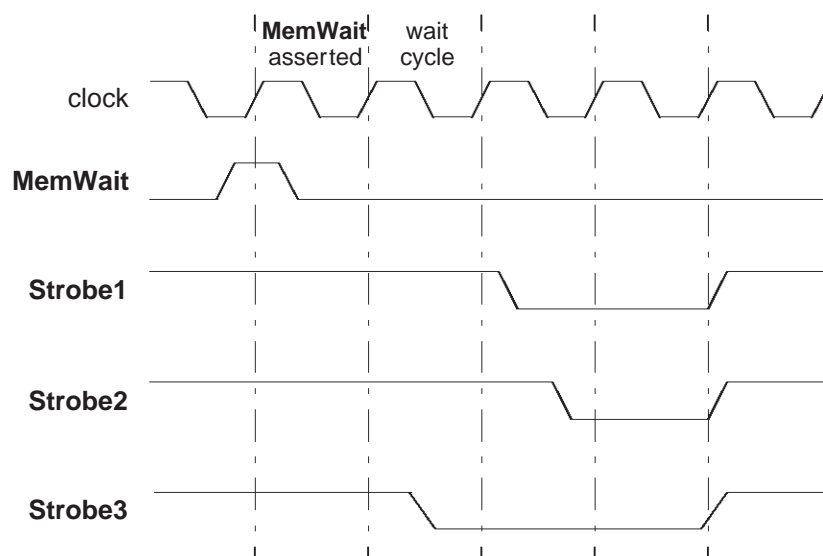 MemWait wait
asserted cycle
clock
MemWait
Strobe1
Strobe2
Strobe3